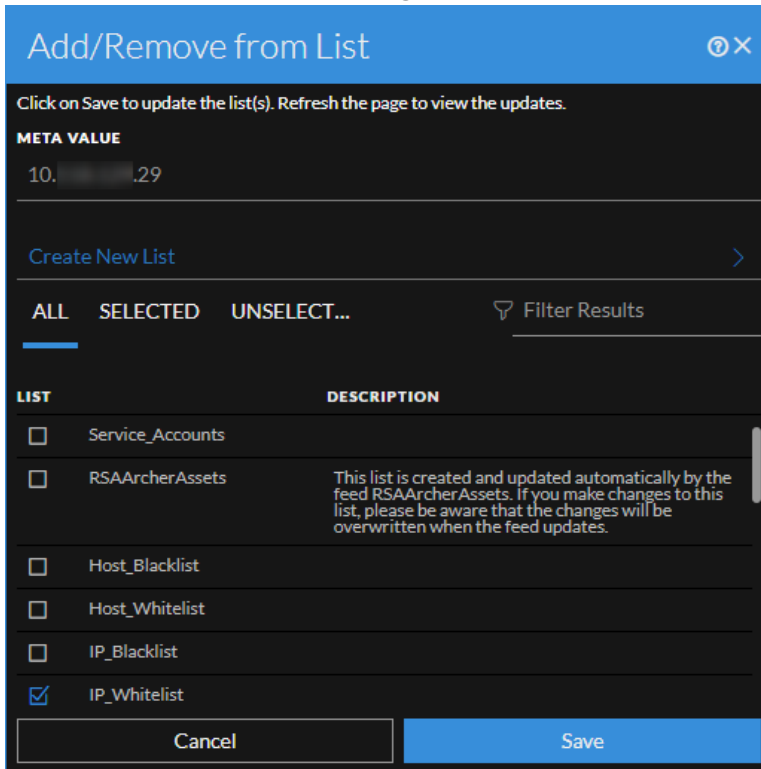 Add/Remove from List
Click on Save to update the list(s). Refresh the page to view the updates.
META VALUE
10. .29
Create New List
ALL SELECTED UNSELECT... Filter Results
LIST DESCRIPTION
Service_Accounts
RSAArcherAssets This list is created and updated automatically by the
feed RSAArcherAssets. If you make changes to this
list, please be aware that the changes will be
overwritten when the feed updates.
Host_Blacklist
Host_Whitelist
IP_Blacklist
IP_Whitelist
Cancel Save